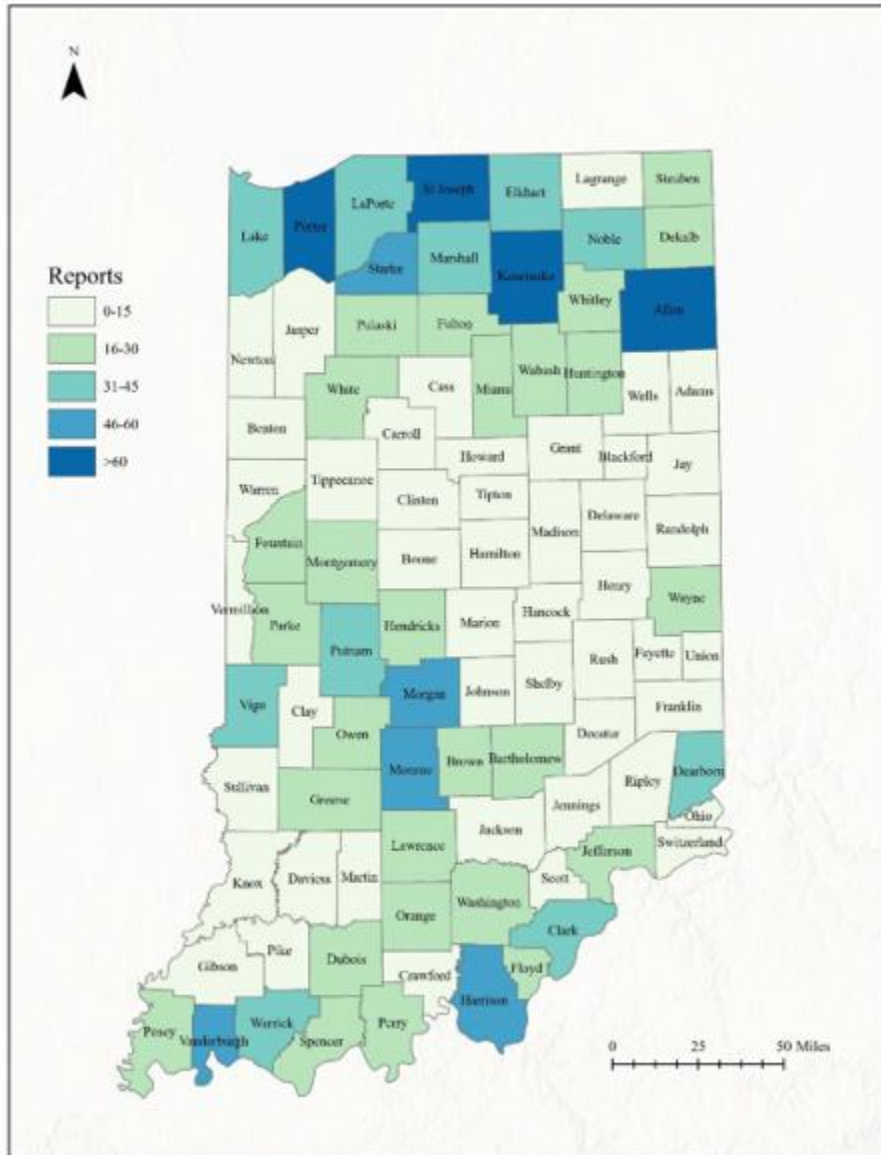 N
Lagrange
Steuben
St Joseph
Elkhart
LaPorte
Porter
Lake
Noble
Dekalb
Marshall
Starke
Kosciusko
Reports
Whitley
Allen
0-15
Jasper
Pulaski
Fulton
16-30
Newton
Wabash
Huntington
31-45
White
Cass
Miami
Wells
Adams
46-60
Benton
Carroll
>60
Howard
Grant
Blackford
Jay
Tippecanoe
Warren
Clinton
Tipton
Delaware
Madison
Randolph
Fountain
Montgomery
Boone
Hamilton
Henry
Wayne
Vermillion
Parke
Hendricks
Marion
Hancock
Putnam
Rush
Fayette
Union
Morgan
Johnson
Shelby
Vigo
Clay
Franklin
Owen
Decatur
Monroe
Brown
Bartholomew
Ripley
Dearborn
Sullivan
Greene
Jennings
Ohio
Jackson
Switzerland
Lawrence
Jefferson
Knox
Daviess
Martin
Scott
Washington
Orange
Clark
Pike
Dubois
Gibson
Crawford
Floyd
Harrison
Posey
Vanderburgh
Warrick
Spencer
Perry
0 25 50 Miles